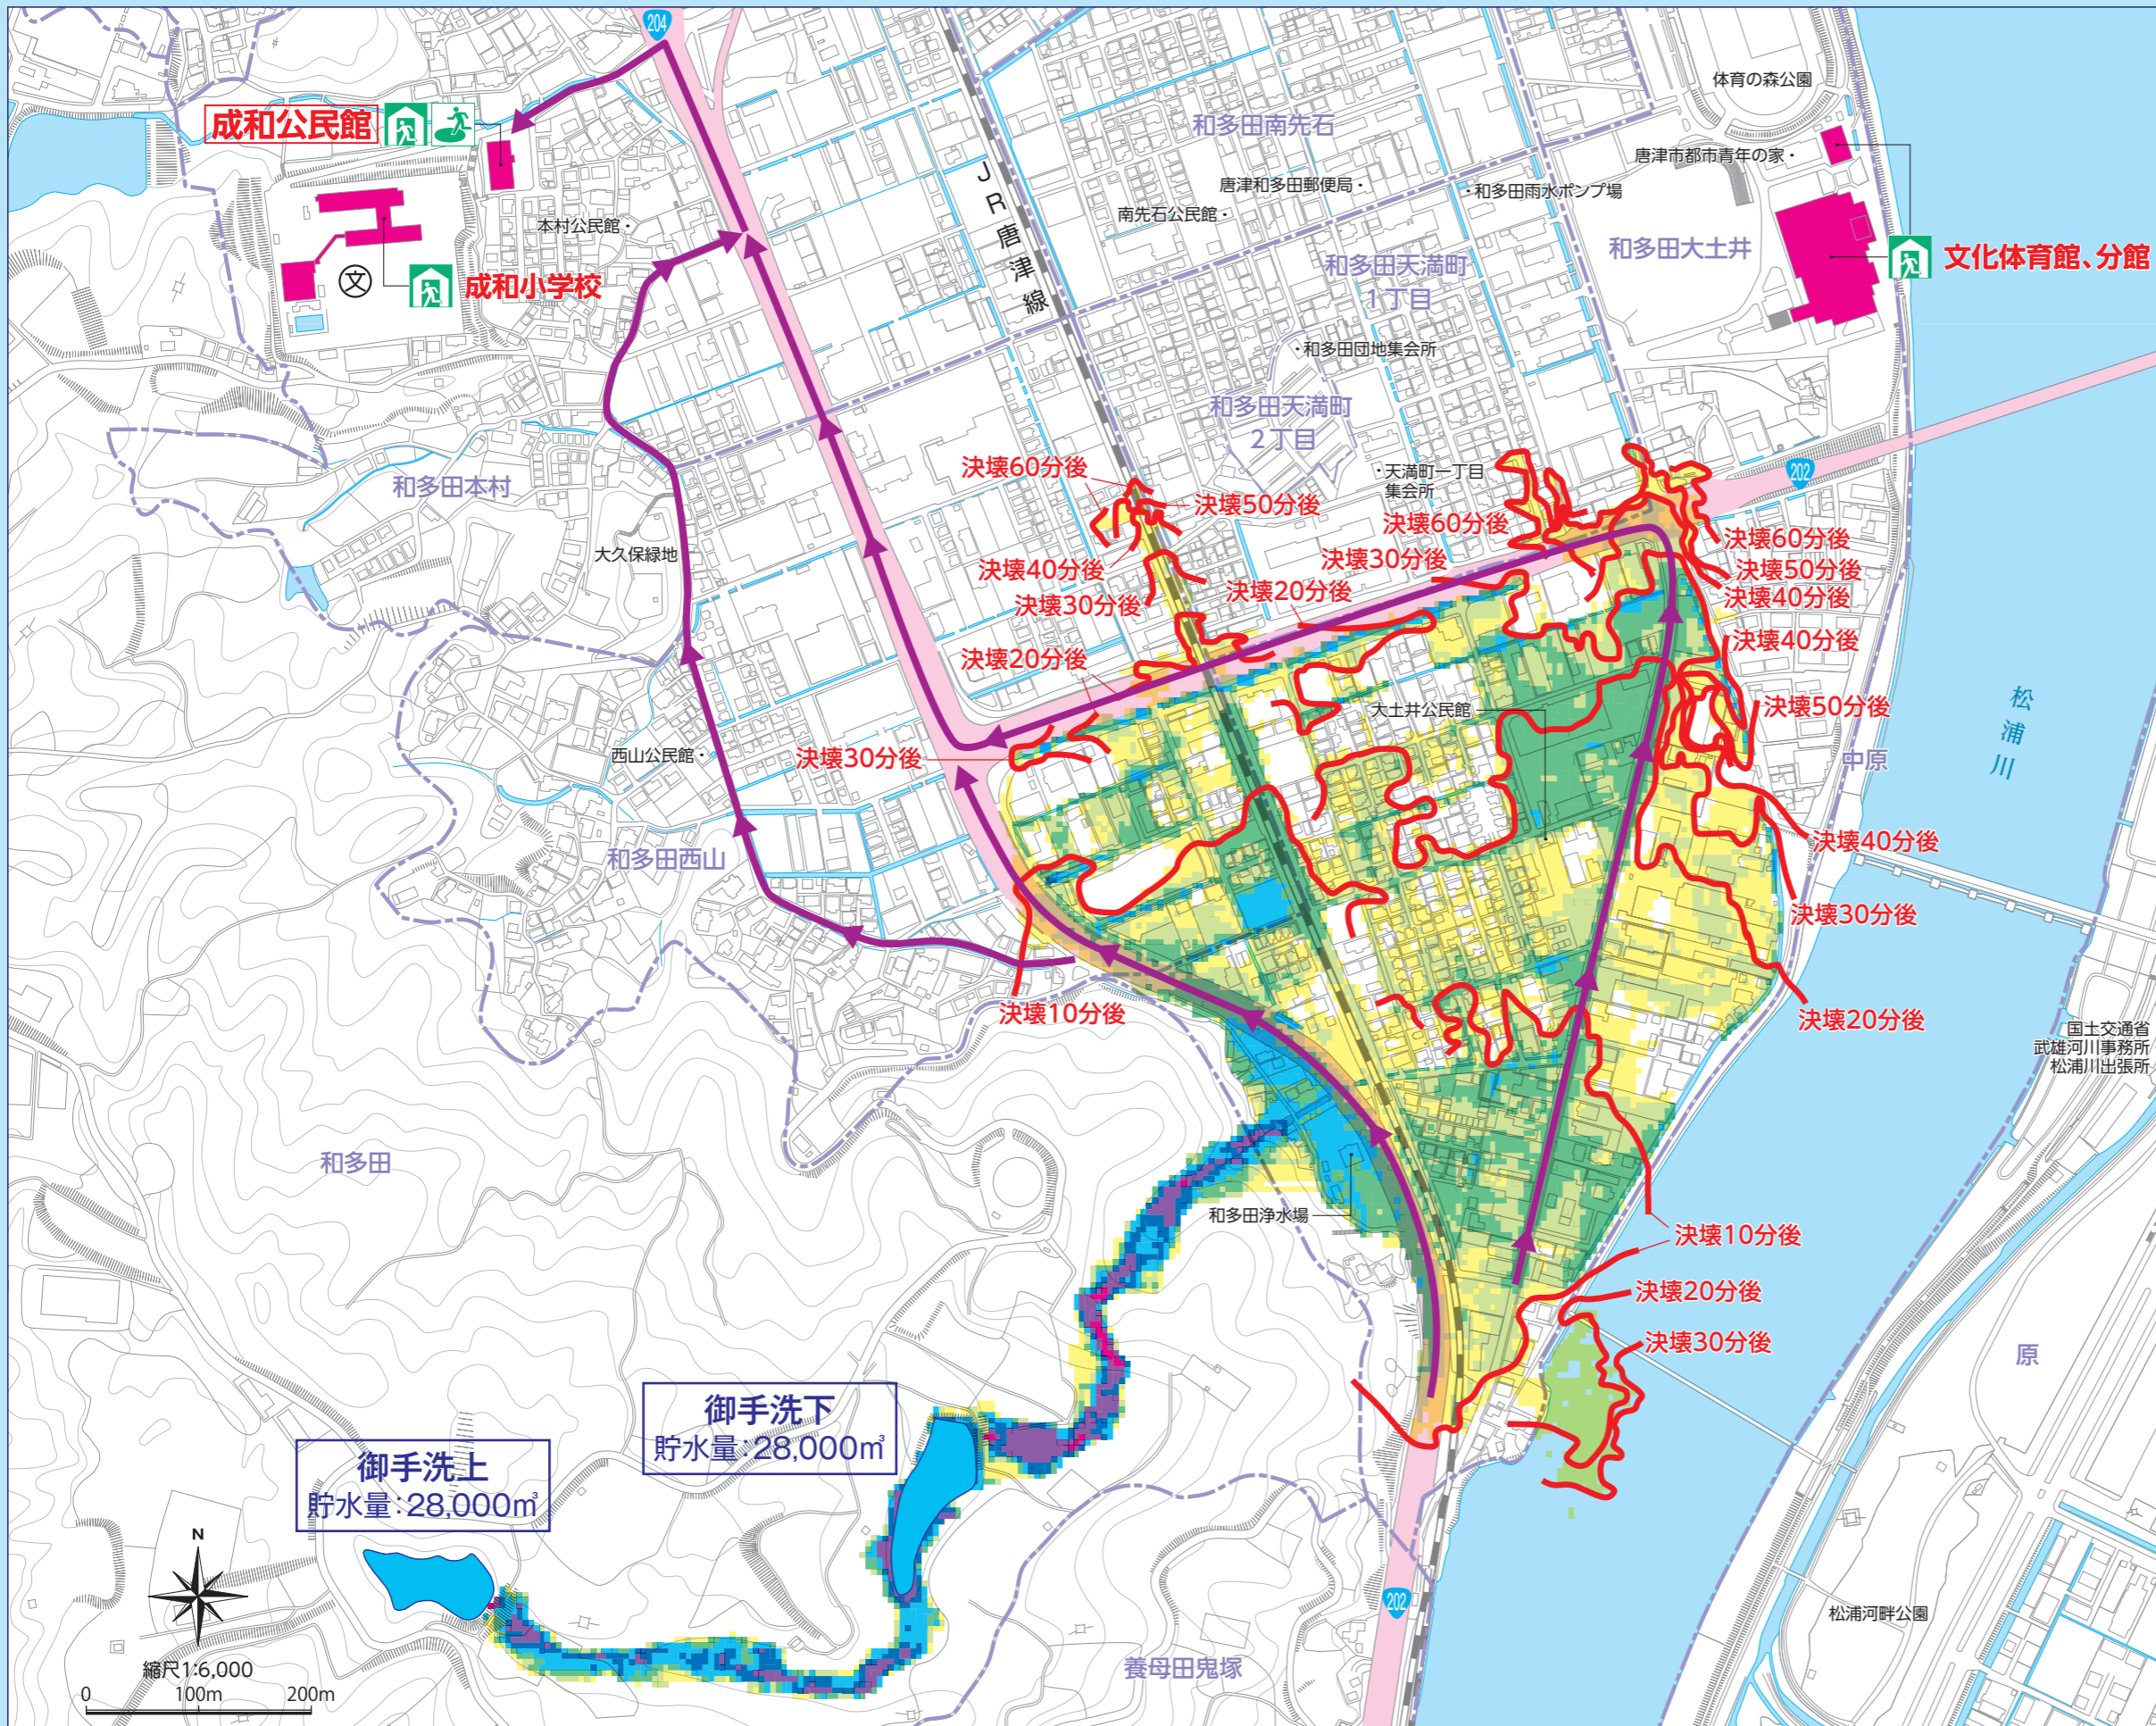 204
体育の森公園
成和公民館
和多田南先石
唐津市都市青年の家
JR唐津線
唐津和多田郵便局
和多田雨水ポンプ場
南先石公民館
本村公民館
和多田大土井
文化体育館、分館
文
成和小学校
和多田天満町
1丁目
和多田団地集会所
和多田天満町
2丁目
決壊60分後
天満町一丁目
集会所
202
和多田本村
決壊50分後
決壊60分後
決壊60分後
大久保緑地
決壊40分後
決壊30分後
決壊50分後
決壊30分後
決壊20分後
決壊40分後
決壊40分後
決壊20分後
大土井公民館
決壊50分後
松浦川
西山公民館
決壊30分後
中原
決壊40分後
和多田西山
決壊30分後
決壊10分後
決壊20分後
国土交通省
武雄河川事務所
松浦川出張所
和多田
和多田浄水場
決壊10分後
決壊20分後
決壊30分後
原
御手洗下
貯水量:28,000㎥
御手洗上
貯水量:28,000㎥
N
202
松浦河畔公園
養母田鬼塚
縮尺1:6,000
0 100m 200m